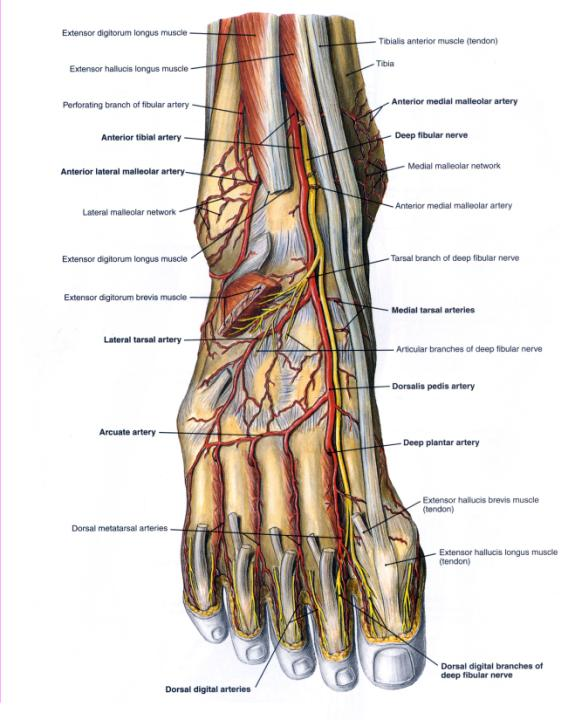 Extensor digitorum longus muscle
Tibialis anterior muscle (tendon)
Extensor hallucis longus muscle
Tibia
Perforating branch of fibular artery
Anterior medial malleolar artery
Anterior tibial artery
Deep fibular nerve
Anterior lateral malleolar artery
Medial malleolar network
Lateral malleolar network
Anterior medial malleolar artery
Extensor digitorum longus muscle
Tarsal branch of deep fibular nerve
Extensor digitorum brevis muscle
Medial tarsal arteries
Lateral tarsal artery
Articular branches of deep fibular nerve
Dorsalis pedis artery
Arcuate artery
Deep plantar artery
Extensor hallucis brevis muscle
(tendon)
Dorsal metatarsal arteries
Extensor hallucis longus muscle
(tendon)
Dorsal digital branches of
deep fibular nerve
Dorsal digital arteries